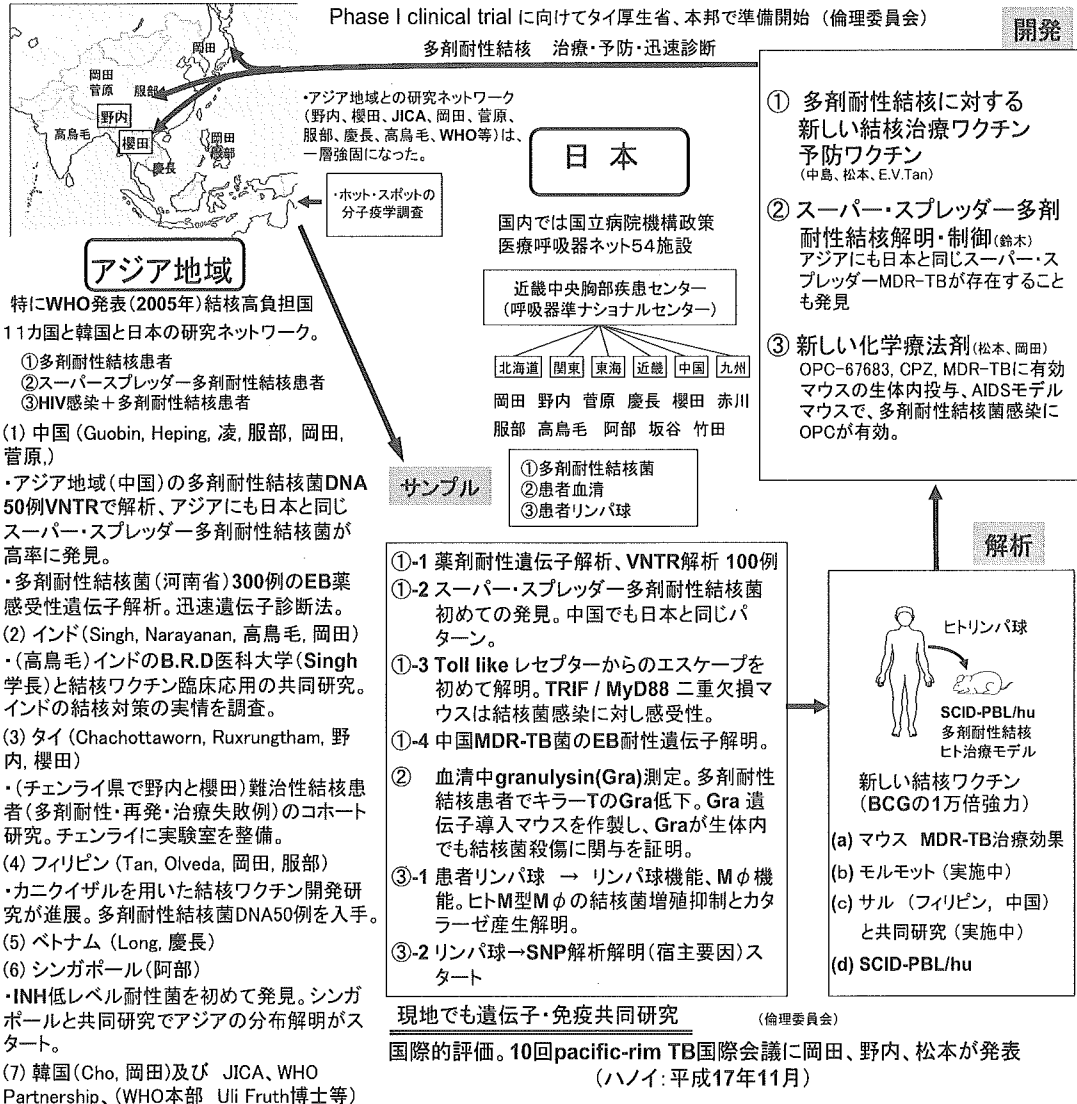 Phase I clinical trial に向けてタイ厚生省、本邦で準備開始 （倫理委員会）
多剤耐性結核 治療・予防・迅速診断
岡田
岡田
菅原
服部
野内
高鳥毛
櫻田
岡田
服部
慶長
・アジア地域との研究ネットワーク
（野内、櫻田、JICA、岡田、菅原、
服部、慶長、高鳥毛、WHO等）は、
一層強固になった。
・ホット・スポットの
分子疫学調査
アジア地域
特にWHO発表（2005年）結核高負担国
11カ国と韓国と日本の研究ネットワーク。
①多剤耐性結核患者
②スーパースプレッダー多剤耐性結核患者
③HIV感染＋多剤耐性結核患者
(1) 中国 （Guobin, Heping, 凌, 服部, 岡田,
菅原,）
・アジア地域（中国）の多剤耐性結核菌DNA
50例VNTRで解析、アジアにも日本と同じ
スーパー・スプレッダー多剤耐性結核菌が
高率に発見。
・多剤耐性結核菌（河南省）300例のEB薬
感受性遺伝子解析。迅速遺伝子診断法。
(2) インド（Singh, Narayanan, 高鳥毛, 岡田）
・（高鳥毛）インドのB.R.D医科大学（Singh
学長）と結核ワクチン臨床応用の共同研究。
インドの結核対策の実情を調査。
(3) タイ （Chachottaworn, Ruxrungtham, 野
内, 櫻田）
・（チェンライ県で野内と櫻田）難治性結核患
者（多剤耐性・再発・治療失敗例）のコホート
研究。チェンライに実験室を整備。
(4) フィリピン （Tan, Olveda, 岡田, 服部）
・カニクイザルを用いた結核ワクチン開発研
究が進展。多剤耐性結核菌DNA50例を入手。
(5) ベトナム （Long, 慶長）
(6) シンガポール（阿部）
・INH低レベル耐性菌を初めて発見。シンガ
ポールと共同研究でアジアの分布解明がス
タート。
(7) 韓国（Cho, 岡田）及び JICA、WHO
Partnership、（WHO本部 Uli Fruth博士等）
日本
国内では国立病院機構政策
医療呼吸器ネット54施設
近畿中央胸部疾患センター
（呼吸器準ナショナルセンター）
北海道 関東 東海 近畿 中国 九州
岡田 野内 菅原 慶長 櫻田 赤川
服部 高鳥毛 阿部 坂谷 竹田
サンプル
①多剤耐性結核菌
②患者血清
③患者リンパ球
①-1 薬剤耐性遺伝子解析、VNTR解析 100例
①-2 スーパー・スプレッダー多剤耐性結核菌
初めての発見。中国でも日本と同じパ
ターン。
①-3 Toll like レセプターからのエスケープを
初めて解明。TRIF / MyD88 二重欠損マ
ウスは結核菌感染に対し感受性。
①-4 中国MDR-TB菌のEB耐性遺伝子解明。
② 血清中granulysin(Gra)測定。多剤耐性
結核患者でキラーTのGra低下。Gra 遺
伝子導入マウスを作製し、Graが生体内
でも結核菌殺傷に関与を証明。
③-1 患者リンパ球 → リンパ球機能、Mφ機
能。ヒトM型Mφの結核菌増殖抑制とカタ
ラーゼ産生解明。
③-2 リンパ球→SNP解析解明（宿主要因）ス
タート
現地でも遺伝子・免疫共同研究 （倫理委員会）
国際的評価。10回pacific-rim TB国際会議に岡田、野内、松本が発表
（ハノイ：平成17年11月）
開発
① 多剤耐性結核に対する
新しい結核治療ワクチン
予防ワクチン
（中島、松本、E.V.Tan）
② スーパー・スプレッダー多剤
耐性結核解明・制御（鈴木）
アジアにも日本と同じスーパー・ス
プレッダーMDR-TBが存在すること
も発見
③ 新しい化学療法剤（松本、岡田）
OPC-67683, CPZ, MDR-TBに有効
マウスの生体内投与、AIDSモデル
マウスで、多剤耐性結核菌感染に
OPCが有効。
解析
ヒトリンパ球
SCID-PBL/hu
多剤耐性結核
ヒト治療モデル
新しい結核ワクチン
（BCGの1万倍強力）
(a) マウス MDR-TB治療効果
(b) モルモット （実施中）
(c) サル （フィリピン, 中国）
と共同研究 （実施中）
(d) SCID-PBL/hu